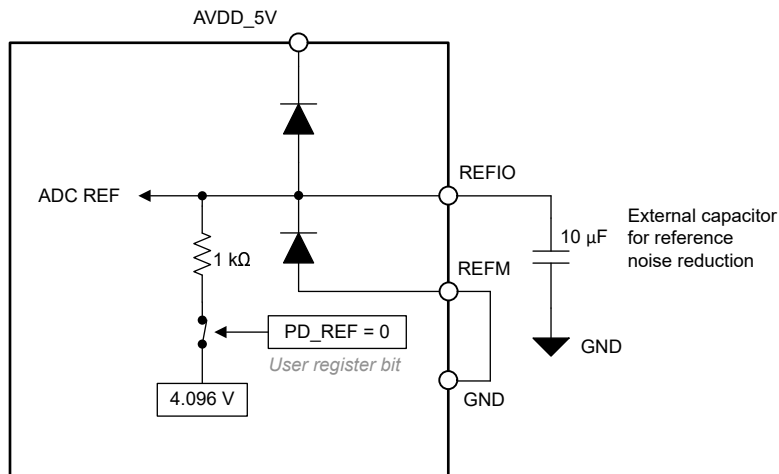 AVDD_5V
REFIO
ADC REF
1 kΩ
10 µF
External capacitor
for reference
noise reduction
REFM
PD_REF = 0
User register bit
GND
4.096 V
GND